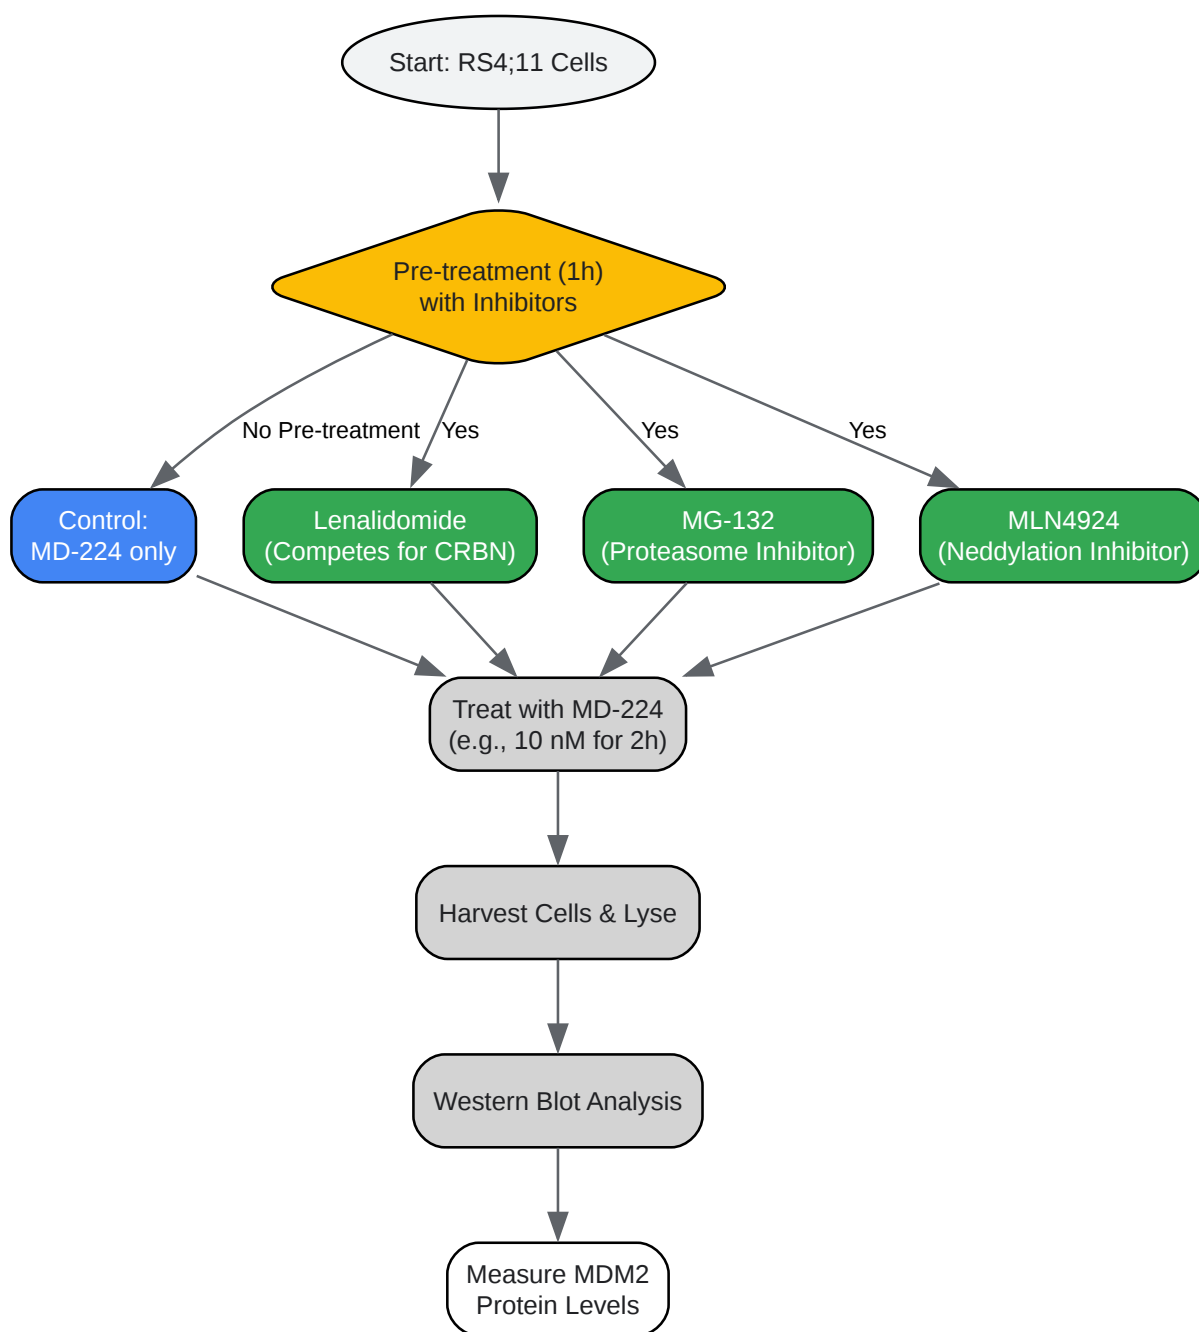 Start: RS4;11 Cells
Pre-treatment (1h)
with Inhibitors
No Pre-treatment
Yes
Yes
Yes
Control:
MD-224 only
Lenalidomide
(Competes for CRBN)
MG-132
(Proteasome Inhibitor)
MLN4924
(Neddylation Inhibitor)
Treat with MD-224
(e.g., 10 nM for 2h)
Harvest Cells & Lyse
Western Blot Analysis
Measure MDM2
Protein Levels